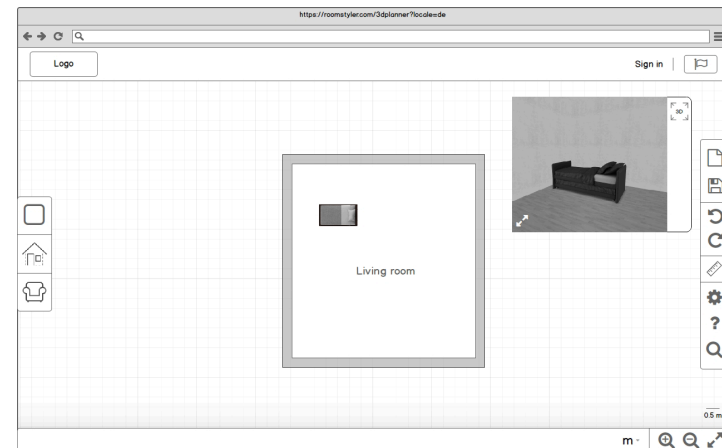 https://roomstyler.com/3dplanner?locale=de
Logo
Sign in
3D
Living room
?
0.5 m
m